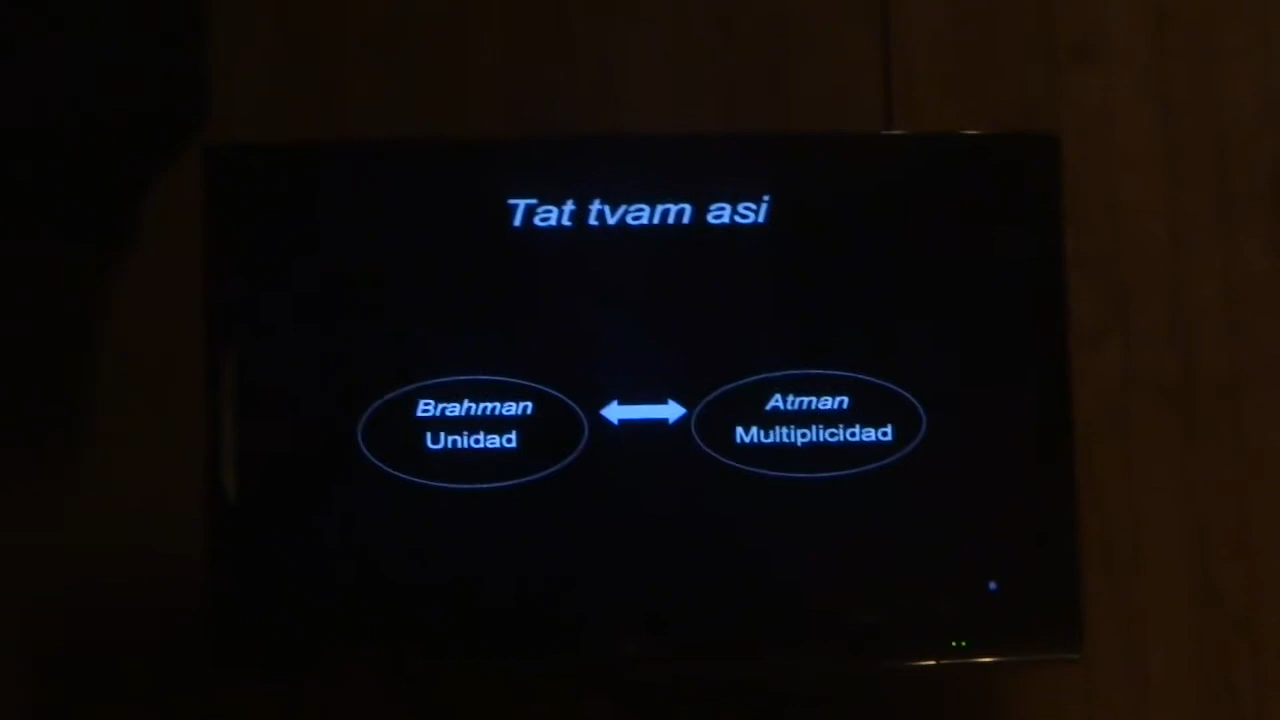 Tat tvam asi
Brahman
Unidad
Atman
Multiplicidad